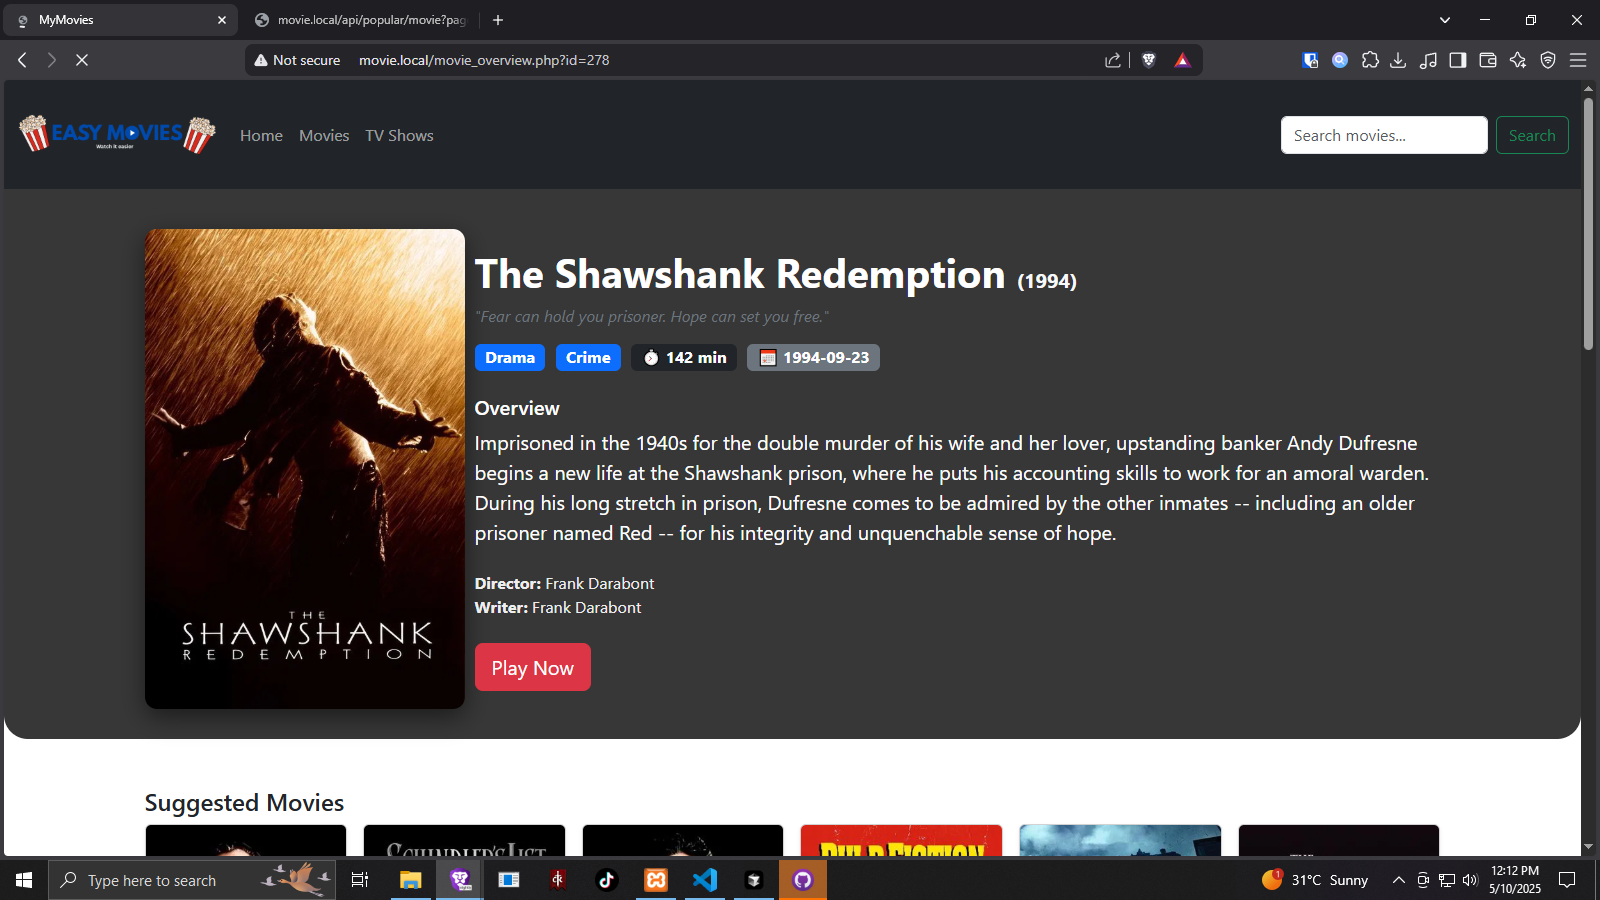 MyMovies
movie.local/api/popular/movie?pag
Not secure
movie.local/movie_overview.php?id=278
EASY MOVIES
Watch it easier
Home
Movies
TV Shows
Search movies...
Search
The Shawshank Redemption (1994)
"Fear can hold you prisoner. Hope can set you free."
Drama
Crime
142 min
1994-09-23
Overview
Imprisoned in the 1940s for the double murder of his wife and her lover, upstanding banker Andy Dufresne
begins a new life at the Shawshank prison, where he puts his accounting skills to work for an amoral warden.
During his long stretch in prison, Dufresne comes to be admired by the other inmates -- including an older
prisoner named Red -- for his integrity and unquenchable sense of hope.
Director: Frank Darabont
Writer: Frank Darabont
Play Now
THE
SHAWSHANK
REDEMPTION
Suggested Movies
SCHINDLER'S LIST
PULP FICTION
THE
Type here to search
1
31°C Sunny
12:12 PM
5/10/2025